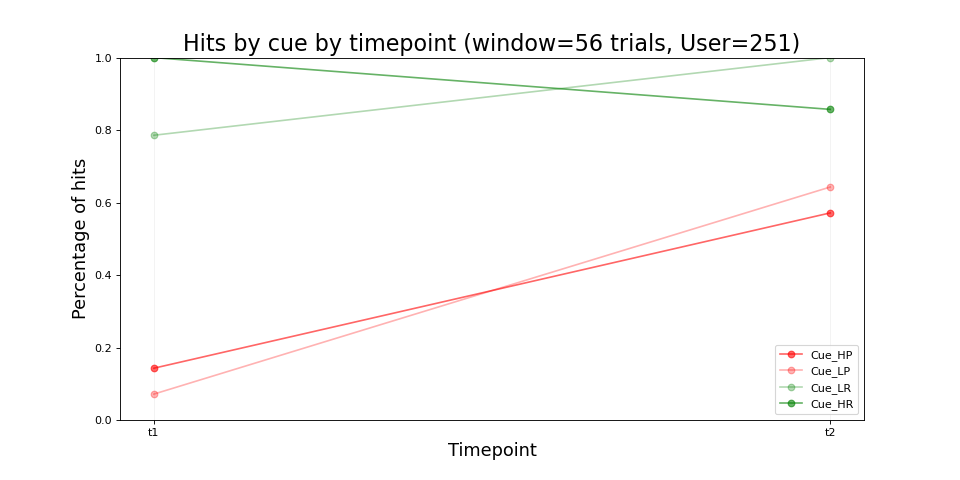 Hits by cue by timepoint (window=56 trials, User=251)
Percentage of hits
1.0
0.8
0.6
0.4
0.2
0.0
t1
t2
Timepoint
Cue_HP
Cue_LP
Cue_LR
Cue_HR